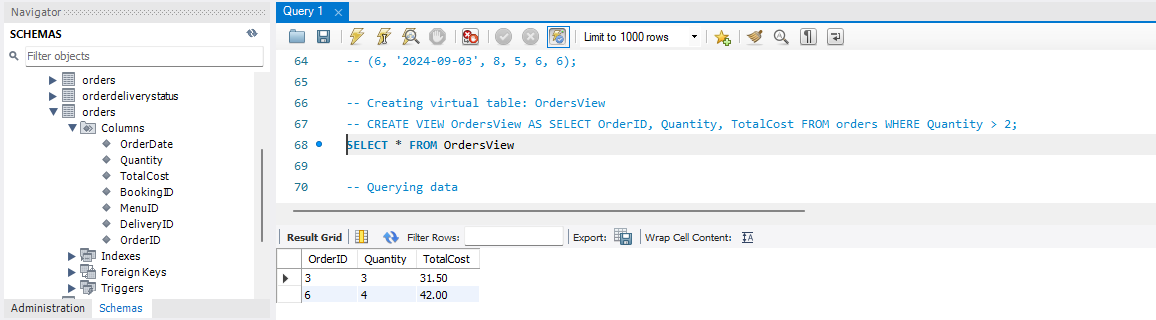 Navigator
SCHEMAS
Filter objects
orders
orderdeliverystatus
orders
Columns
OrderDate
Quantity
TotalCost
BookingID
MenuID
DeliveryID
OrderID
Indexes
Foreign Keys
Triggers
Administration Schemas
Query 1
Limit to 1000 rows
64 -- (6, '2024-09-03', 8, 5, 6, 6);
65
66 -- Creating virtual table: OrdersView
67 -- CREATE VIEW OrdersView AS SELECT OrderID, Quantity, TotalCost FROM orders WHERE Quantity > 2;
68 SELECT * FROM OrdersView
69
70 -- Querying data
Result Grid Filter Rows: Export: Wrap Cell Content:
OrderID Quantity TotalCost
3 3 31.50
6 4 42.00